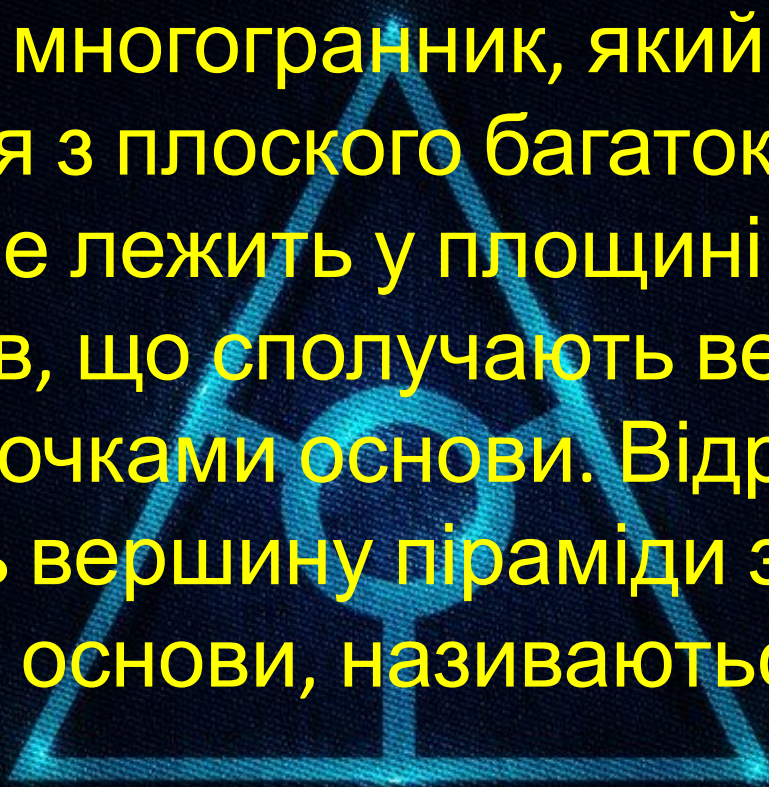 многогранник, який
я з плоского багаток
е лежить у площині
в, що сполучають ве
очками основи. Відр
ь вершину піраміди з
основи, називаютьс